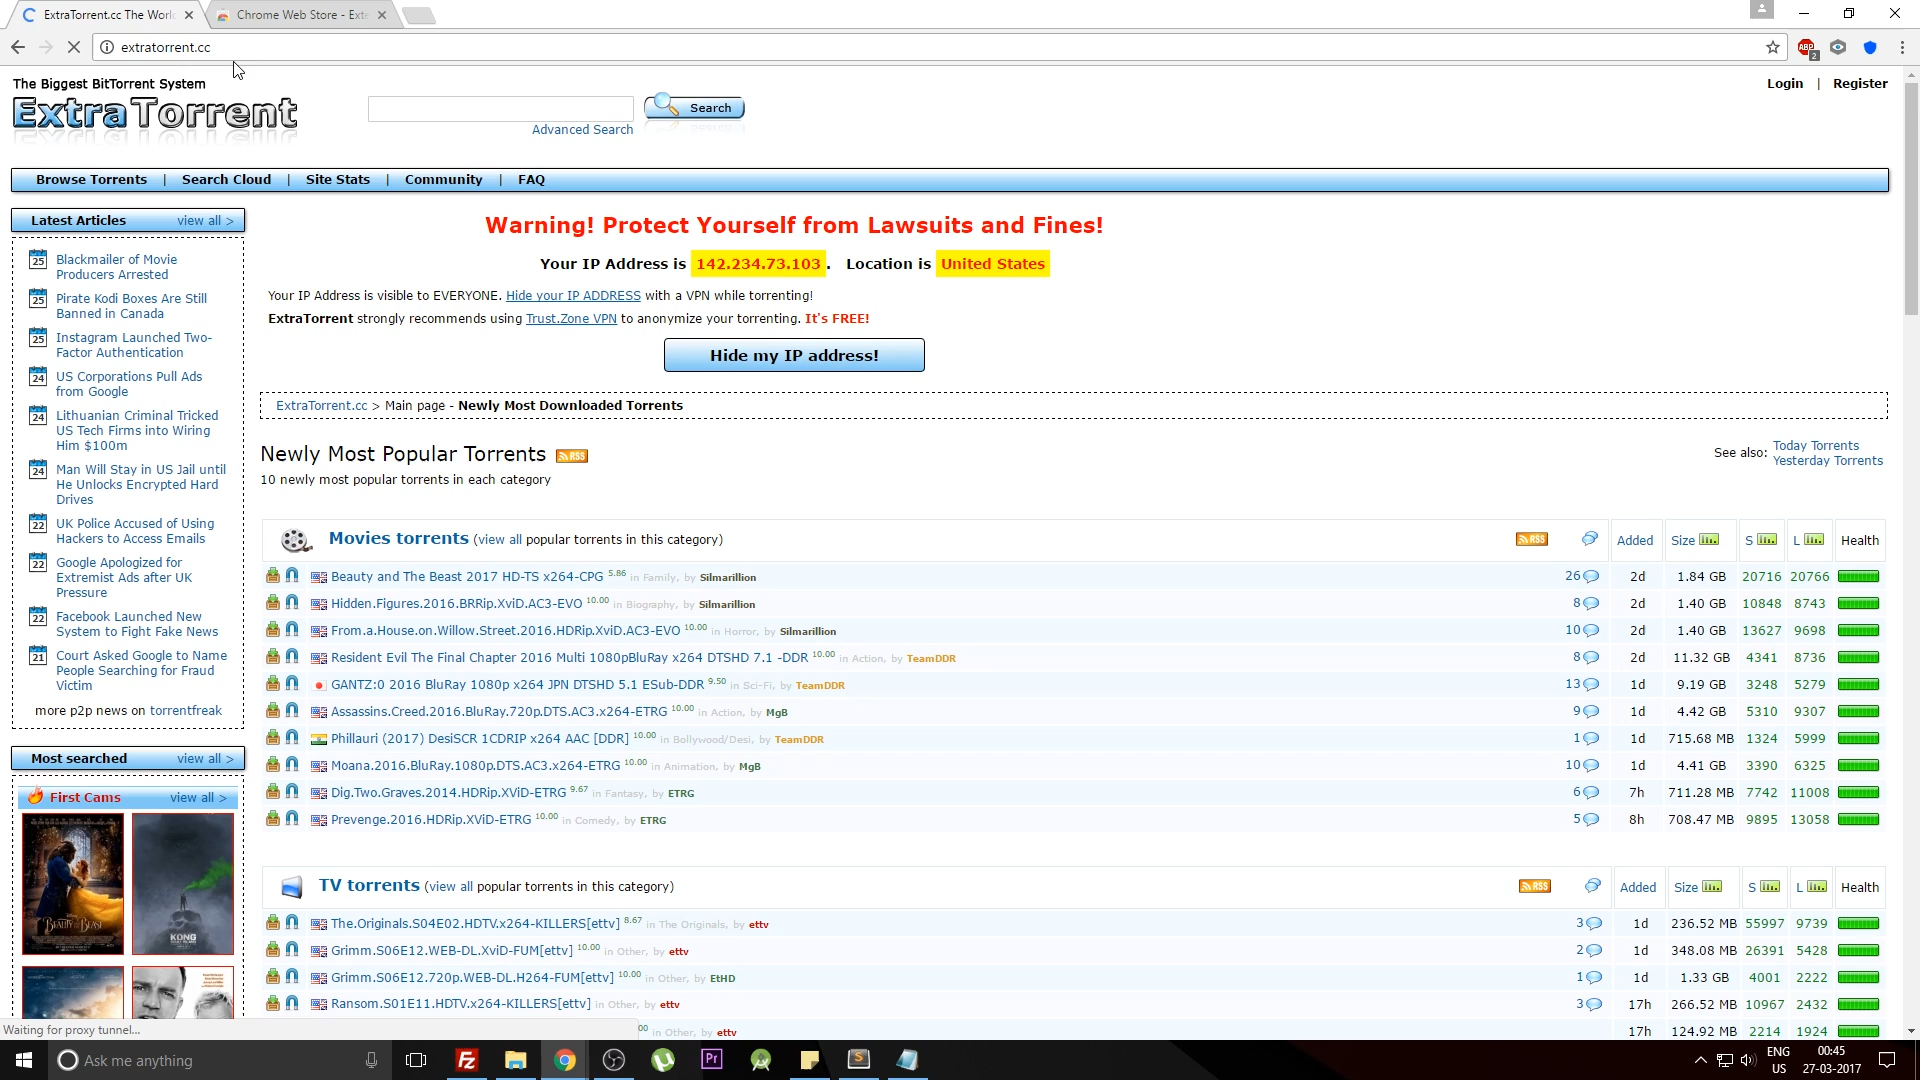 ExtraTorrent.cc The World
Chrome Web Store - Exte
extratorrent.cc
ABP
2
The Biggest BitTorrent System
ExtraTorrent
Search
Advanced Search
Login | Register
Browse Torrents | Search Cloud | Site Stats | Community | FAQ
Latest Articles view all >
25 Blackmailer of Movie
Producers Arrested
25 Pirate Kodi Boxes Are Still
Banned in Canada
25 Instagram Launched Two-
Factor Authentication
24 US Corporations Pull Ads
from Google
24 Lithuanian Criminal Tricked
US Tech Firms into Wiring
Him $100m
24 Man Will Stay in US Jail until
He Unlocks Encrypted Hard
Drives
22 UK Police Accused of Using
Hackers to Access Emails
22 Google Apologized for
Extremist Ads after UK
Pressure
22 Facebook Launched New
System to Fight Fake News
21 Court Asked Google to Name
People Searching for Fraud
Victim
more p2p news on torrentfreak
Most searched view all >
First Cams view all >
BEAUTY AND THE BEAST
KONG
Warning! Protect Yourself from Lawsuits and Fines!
Your IP Address is 142.234.73.103. Location is United States
Your IP Address is visible to EVERYONE. Hide your IP ADDRESS with a VPN while torrenting!
ExtraTorrent strongly recommends using Trust.Zone VPN to anonymize your torrenting. It's FREE!
Hide my IP address!
ExtraTorrent.cc > Main page - Newly Most Downloaded Torrents
Newly Most Popular Torrents RSS
10 newly most popular torrents in each category
See also: Today Torrents
Yesterday Torrents
Movies torrents (view all popular torrents in this category) RSS Added Size S L Health
Beauty and The Beast 2017 HD-TS x264-CPG 5.86 in Family, by Silmarillion 26 2d 1.84 GB 20716 20766
Hidden.Figures.2016.BRRip.XviD.AC3-EVO 10.00 in Biography, by Silmarillion 8 2d 1.40 GB 10848 8743
From.a.House.on.Willow.Street.2016.HDRip.XviD.AC3-EVO 10.00 in Horror, by Silmarillion 10 2d 1.40 GB 13627 9698
Resident Evil The Final Chapter 2016 Multi 1080pBluRay x264 DTSHD 7.1 -DDR 10.00 in Action, by TeamDDR 8 2d 11.32 GB 4341 8736
GANTZ:0 2016 BluRay 1080p x264 JPN DTSHD 5.1 ESub-DDR 9.50 in Sci-Fi, by TeamDDR 13 1d 9.19 GB 3248 5279
Assassins.Creed.2016.BluRay.720p.DTS.AC3.x264-ETRG 10.00 in Action, by MgB 9 1d 4.42 GB 5310 9307
Phillauri (2017) DesiSCR 1CDRIP x264 AAC [DDR] 10.00 in Bollywood/Desi, by TeamDDR 1 1d 715.68 MB 1324 5999
Moana.2016.BluRay.1080p.DTS.AC3.x264-ETRG 10.00 in Animation, by MgB 10 1d 4.41 GB 3390 6325
Dig.Two.Graves.2014.HDRip.XViD-ETRG 9.67 in Fantasy, by ETRG 6 7h 711.28 MB 7742 11008
Prevenge.2016.HDRip.XViD-ETRG 10.00 in Comedy, by ETRG 5 8h 708.47 MB 9895 13058
TV torrents (view all popular torrents in this category) RSS Added Size S L Health
The.Originals.S04E02.HDTV.x264-KILLERS[ettv] 8.67 in The Originals, by ettv 3 1d 236.52 MB 55997 9739
Grimm.S06E12.WEB-DL.XviD-FUM[ettv] 10.00 in Other, by ettv 2 1d 348.08 MB 26391 5428
Grimm.S06E12.720p.WEB-DL.H264-FUM[ettv] 10.00 in Other, by EtHD 1 1d 1.33 GB 4001 2222
Ransom.S01E11.HDTV.x264-KILLERS[ettv] in Other, by ettv 3 17h 266.52 MB 10967 2432
00 in Other, by ettv 17h 124.92 MB 2214 1924
Waiting for proxy tunnel...
Ask me anything
Fz
Pr
S
ENG
US
00:45
27-03-2017